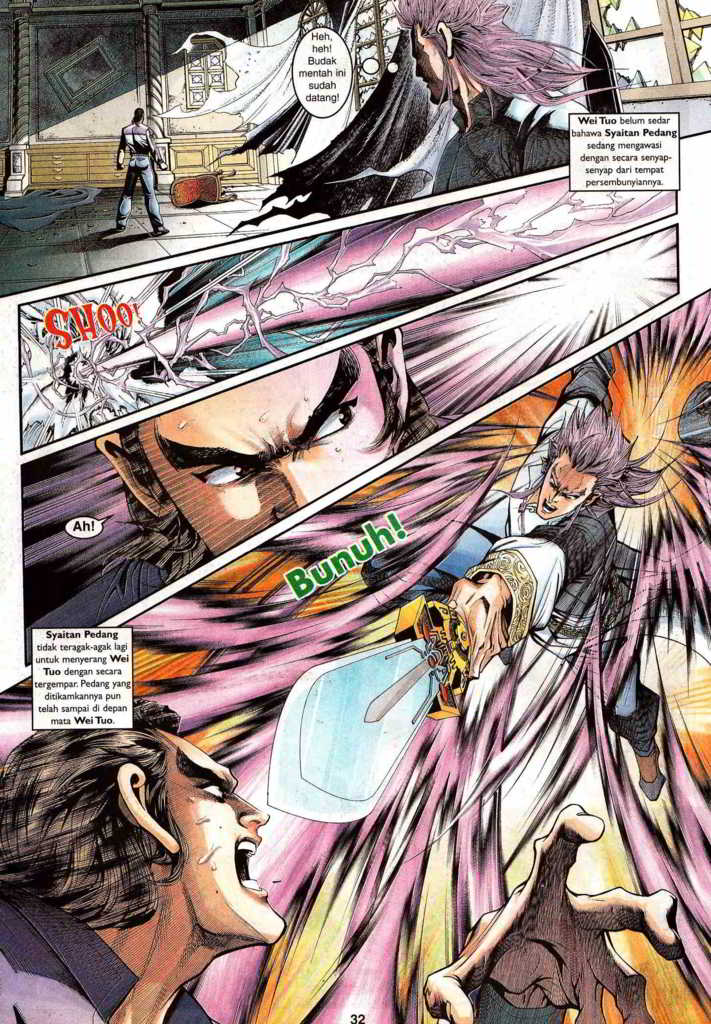 Heh,
heh!
Budak
mentah ini
sudah
datang!
Wei Tuo belum sedar
bahawa Syaitan Pedang
sedang mengawasi
dengan secara senyap-
senyap dari tempat
persembunyiannya.
SHOO!
Ah!
Bunuh!
Syaitan Pedang
tidak teragak-agak lagi
untuk menyerang Wei
Tuo dengan secara
tergempar. Pedang yang
ditikamkannya pun
telah sampai di depan
mata Wei Tuo.
32